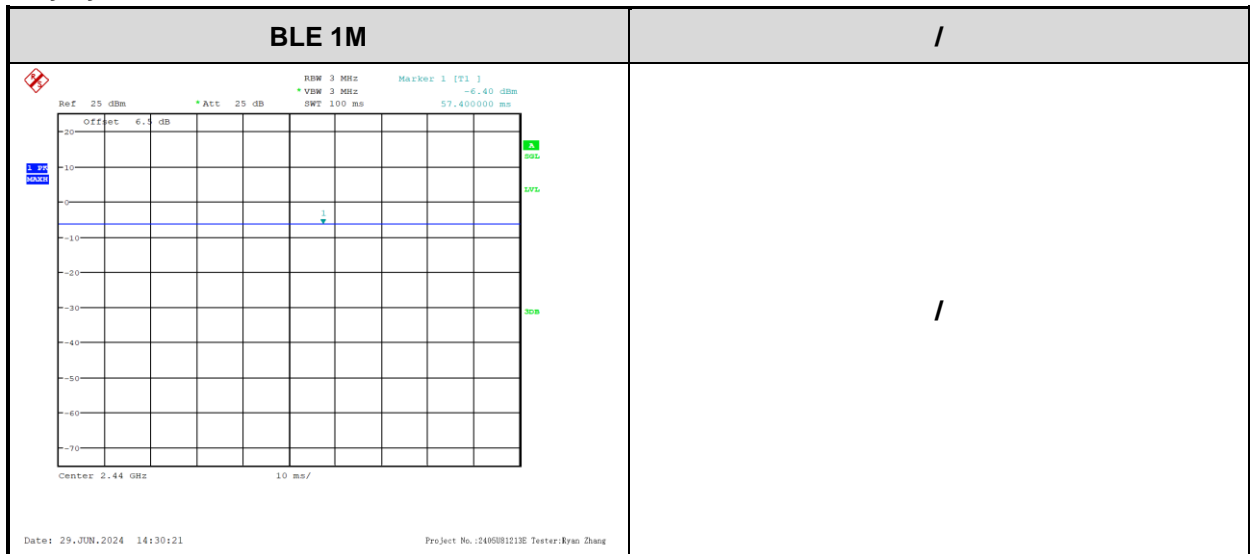 BLE 1M /
RBW 3 MHz Marker 1 [T1 ]
* VBW 3 MHz -6.40 dBm
Ref 25 dBm * Att 25 dB SWT 100 ms 57.400000 ms
Offset 6.5 dB
20
A
SGL
1 PK
MAXH
10
LVL
0
1
-10
-20
-30
3DB
/
-40
-50
-60
-70
Center 2.44 GHz 10 ms/
Date: 29.JUN.2024 14:30:21 Project No.:2405U81213E Tester:Ryan Zhang